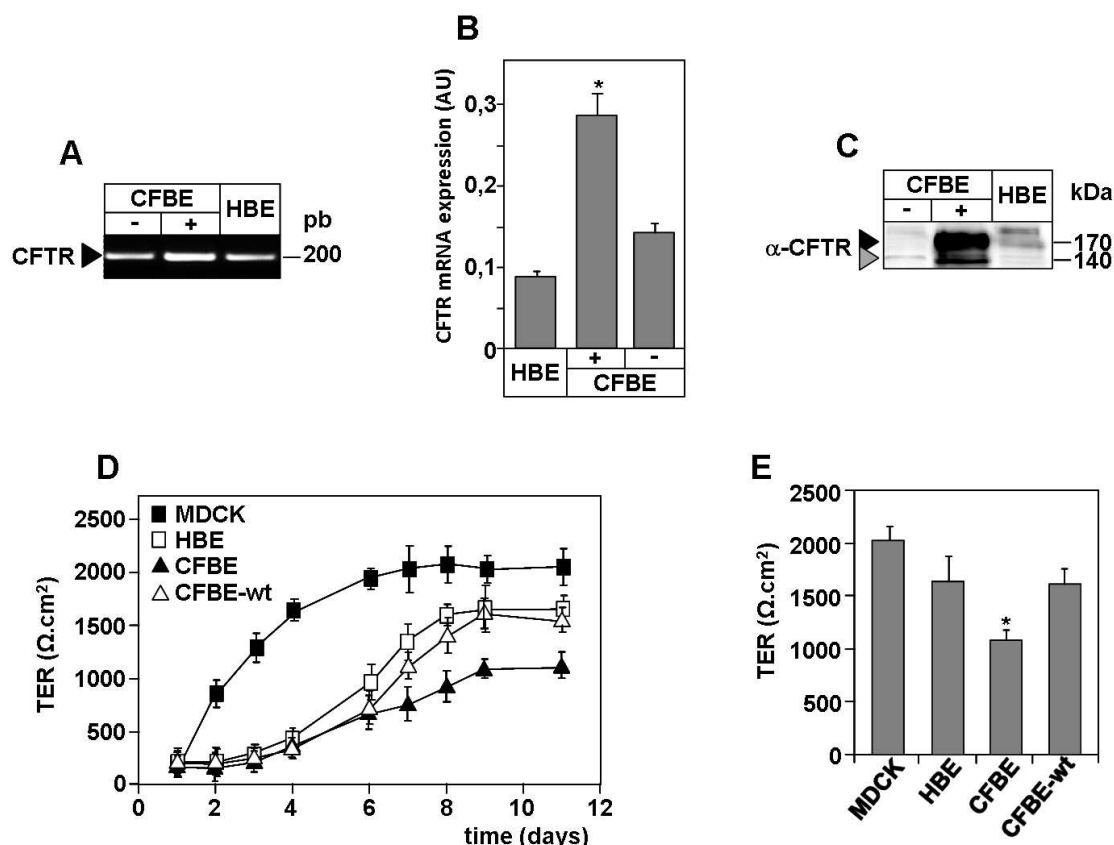 A
CFBE
HBE
- +
pb
CFTR
200
B
CFTR mRNA expression (AU)
0,3
0,2
0,1
0
HBE
+ -
CFBE
C
CFBE
HBE
kDa
- +
α-CFTR
170
140
D
TER (Ω.cm²)
2500
2000
1500
1000
500
0
MDCK
HBE
CFBE
CFBE-wt
0 2 4 6 8 10 12
time (days)
E
TER (Ω.cm²)
2500
2000
1500
1000
500
0
*
MDCK
HBE
CFBE
CFBE-wt